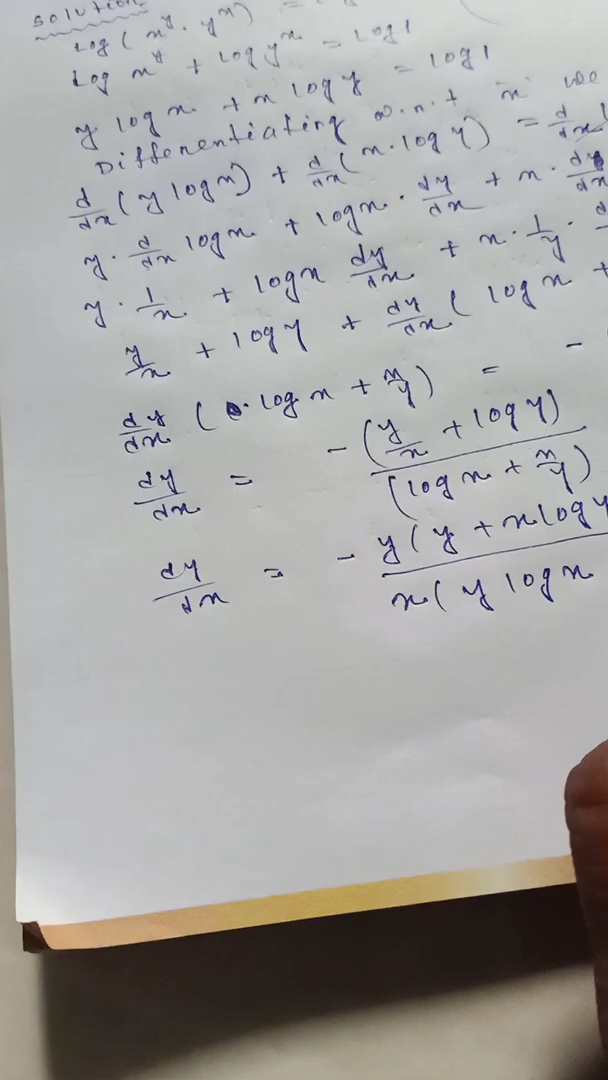 Solution
log(x^y . y^x) =
log x^y + log y^x = log 1
y log x + x log y = log 1
Differentiating w.r.t 'x' we
d/dx (y log x) + d/dx (x. log y) = d/dx
y. d/dx log x + log x. dy/dx + x.
y. 1/x + log x dy/dx + x. 1/y .
y/x + log y + dy/dx ( log x +
dy/dx ( log x + x/y) = -
dy/dx = -(y/x + log y) / (log x + x/y)
dy/dx = - y(y + x log y / x(y log x